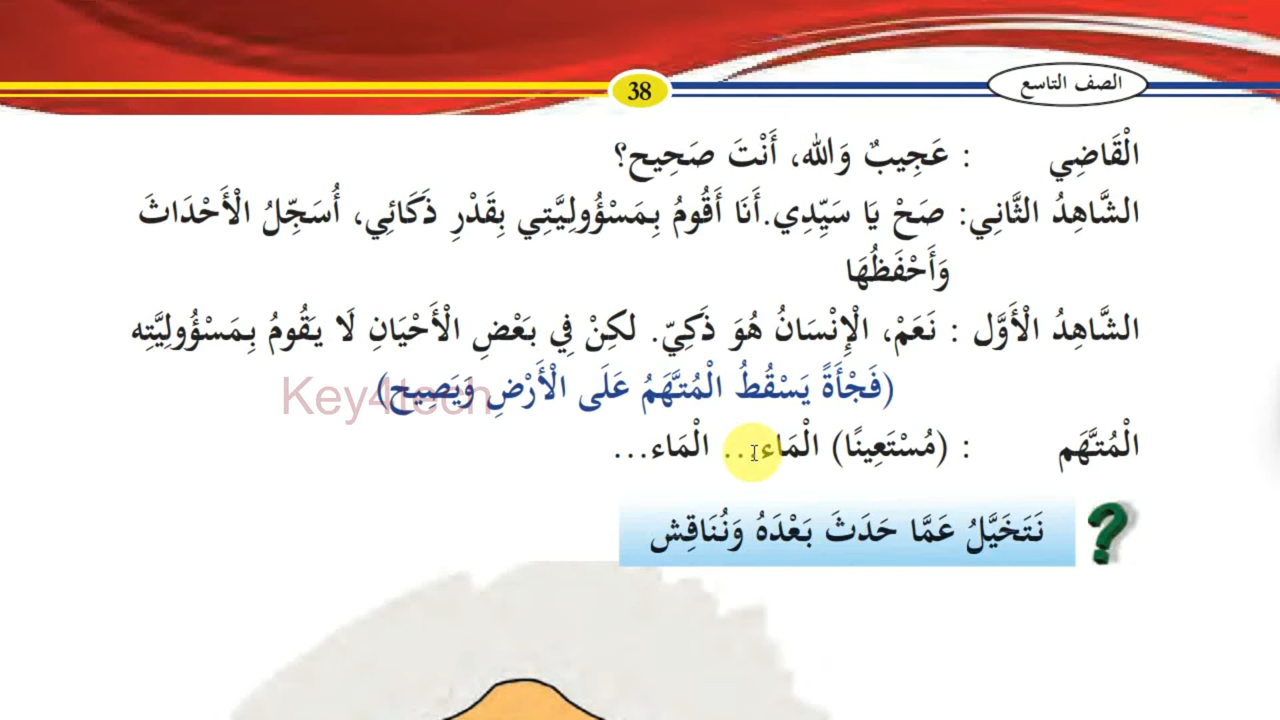 الصف التاسع
38
الْقَاضِي : عَجِيبٌ وَالله، أَنْتَ صَحِيح؟
الشَّاهِدُ الثَّانِي: صَحْ يَا سَيِّدِي.أَنَا أَقُومُ بِمَسْؤُولِيَّتِي بِقَدْرِ ذَكَائِي، أُسَجِّلُ الْأَحْدَاثَ
وَأَحْفَظُهَا
الشَّاهِدُ الْأَوَّل : نَعَمْ، الْإِنْسَانُ هُوَ ذَكِيّ. لكِنْ فِي بَعْضِ الْأَحْيَانِ لَا يَقُومُ بِمَسْؤُولِيَّتِه
(فَجْأَةً يَسْقُطُ الْمُتَّهَمُ عَلَى الْأَرْضِ وَيَصِيح)
Key4tech
الْمُتَّهَم : (مُسْتَعِينًا) الْمَاء... الْمَاء...
نَتَخَيَّلُ عَمَّا حَدَثَ بَعْدَهُ وَنُنَاقِش
?